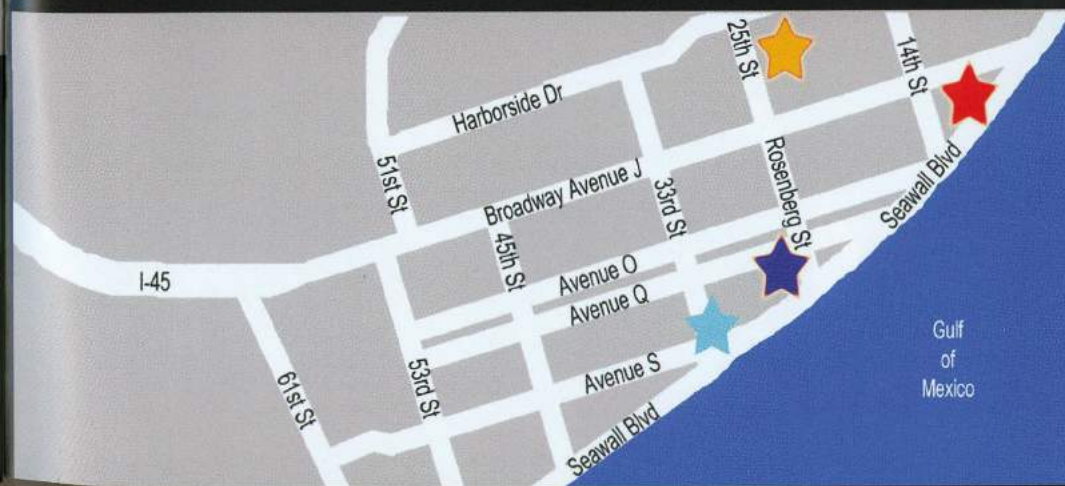 25th St
14th St
Harborside Dr
51st St
Broadway Avenue J
33rd St
Rosenberg St
Seawall Blvd
45th St
I-45
Avenue O
Avenue Q
61st St
53rd St
Avenue S
Seawall Blvd
Gulf
of
Mexico